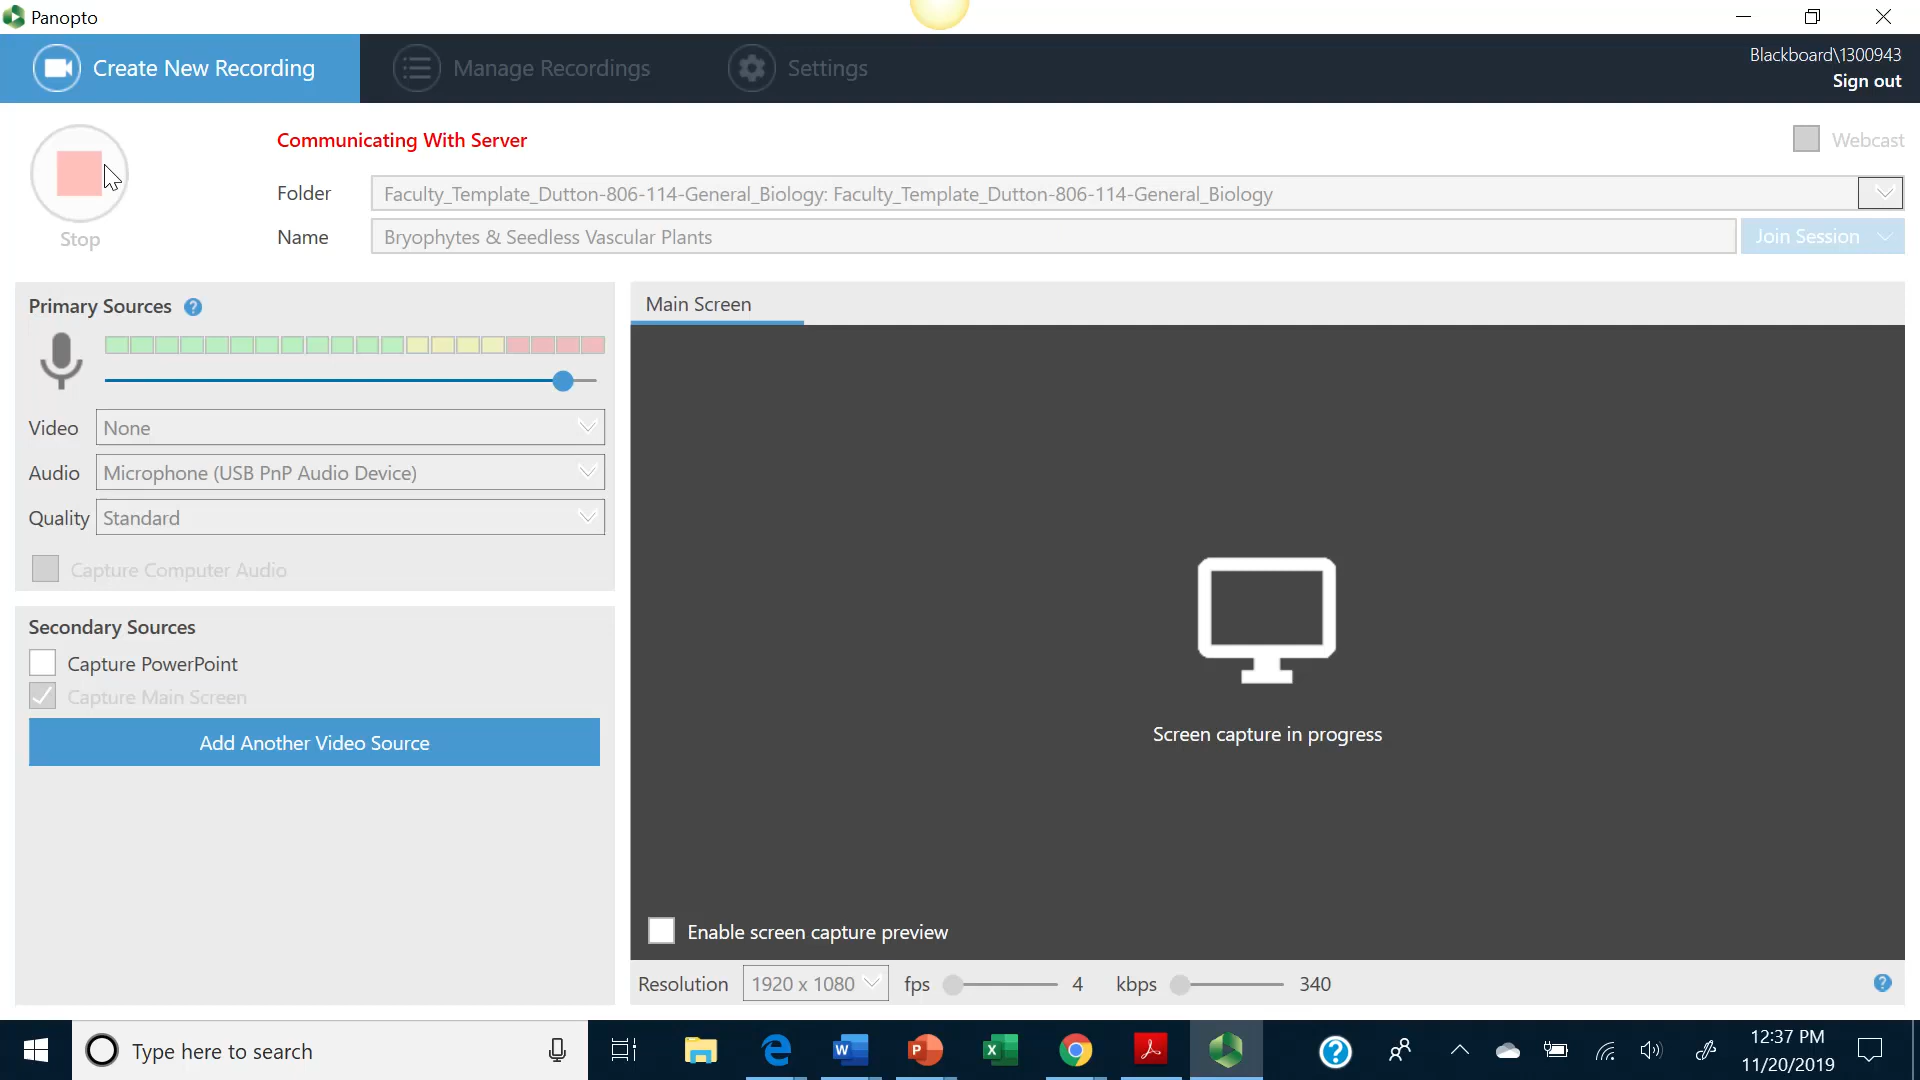 Panopto
Create New Recording
Manage Recordings
Settings
Blackboard\1300943
Sign out
Communicating With Server
Webcast
Stop
Folder
Faculty_Template_Dutton-806-114-General_Biology: Faculty_Template_Dutton-806-114-General_Biology
Name
Bryophytes & Seedless Vascular Plants
Join Session
Primary Sources ?
Main Screen
Video
None
Audio
Microphone (USB PnP Audio Device)
Quality
Standard
Capture Computer Audio
Secondary Sources
Capture PowerPoint
Capture Main Screen
Add Another Video Source
Screen capture in progress
Enable screen capture preview
Resolution 1920 x 1080 fps 4 kbps 340 ?
Type here to search
12:37 PM
11/20/2019